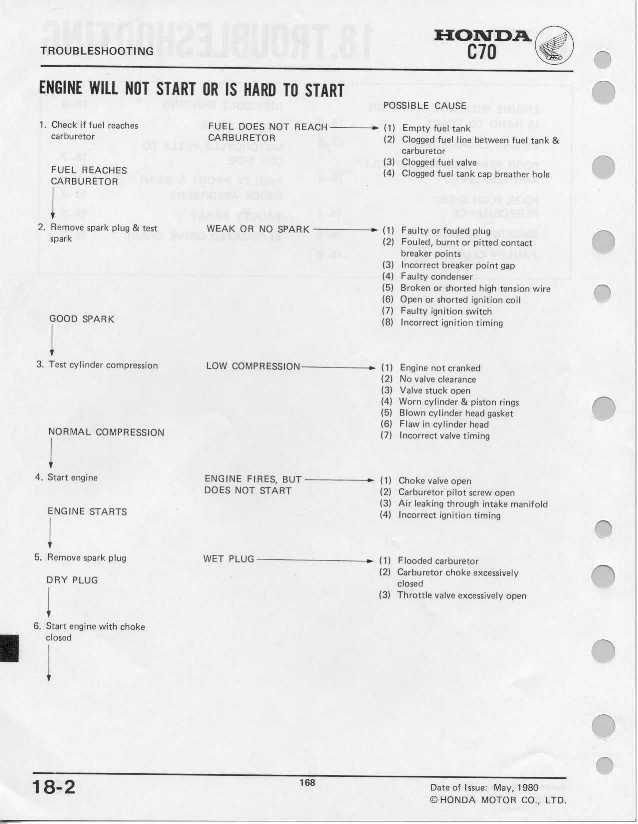 TROUBLESHOOTING
HONDA
C70
ENGINE WILL NOT START OR IS HARD TO START
POSSIBLE CAUSE
1. Check if fuel reaches
carburetor
FUEL DOES NOT REACH
CARBURETOR
(1) Empty fuel tank
(2) Clogged fuel line between fuel tank &
carburetor
(3) Clogged fuel valve
(4) Clogged fuel tank cap breather hole
FUEL REACHES
CARBURETOR
2. Remove spark plug & test
spark
WEAK OR NO SPARK
(1) Faulty or fouled plug
(2) Fouled, burnt or pitted contact
breaker points
(3) Incorrect breaker point gap
(4) Faulty condenser
(5) Broken or shorted high tension wire
(6) Open or shorted ignition coil
(7) Faulty ignition switch
(8) Incorrect ignition timing
GOOD SPARK
3. Test cylinder compression
LOW COMPRESSION
(1) Engine not cranked
(2) No valve clearance
(3) Valve stuck open
(4) Worn cylinder & piston rings
(5) Blown cylinder head gasket
(6) Flaw in cylinder head
(7) Incorrect valve timing
NORMAL COMPRESSION
4. Start engine
ENGINE FIRES, BUT
DOES NOT START
(1) Choke valve open
(2) Carburetor pilot screw open
(3) Air leaking through intake manifold
(4) Incorrect ignition timing
ENGINE STARTS
5. Remove spark plug
WET PLUG
(1) Flooded carburetor
(2) Carburetor choke excessively
closed
(3) Throttle valve excessively open
DRY PLUG
6. Start engine with choke
closed
18-2
168
Date of Issue: May, 1980
© HONDA MOTOR CO., LTD.